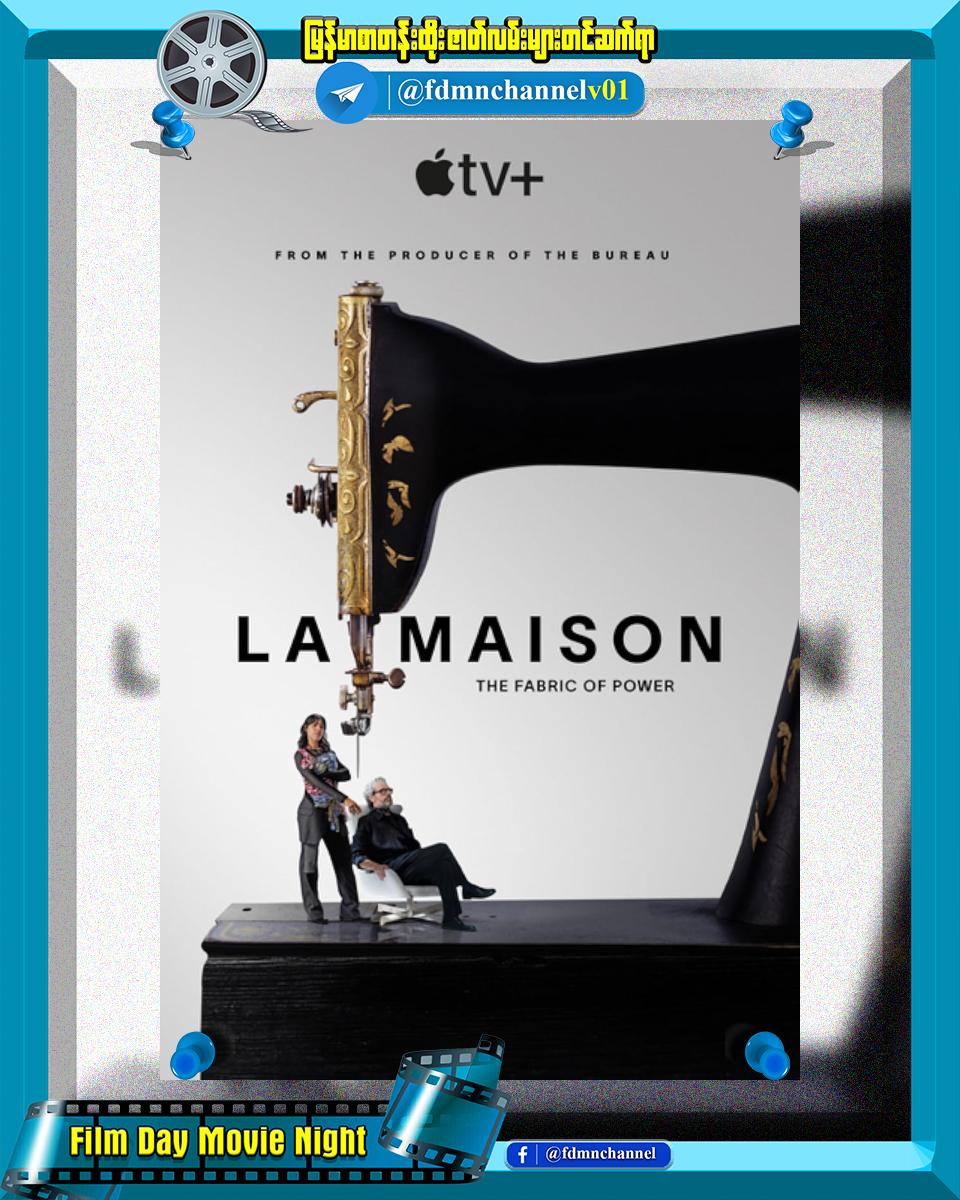 မြန်မာစာတန်းထိုးဇာတ်လမ်းများတင်ဆက်ရာ
@fdmnchannelv01
tv+
FROM THE PRODUCER OF THE BUREAU
LA MAISON
THE FABRIC OF POWER
Film Day Movie Night
@fdmnchannel